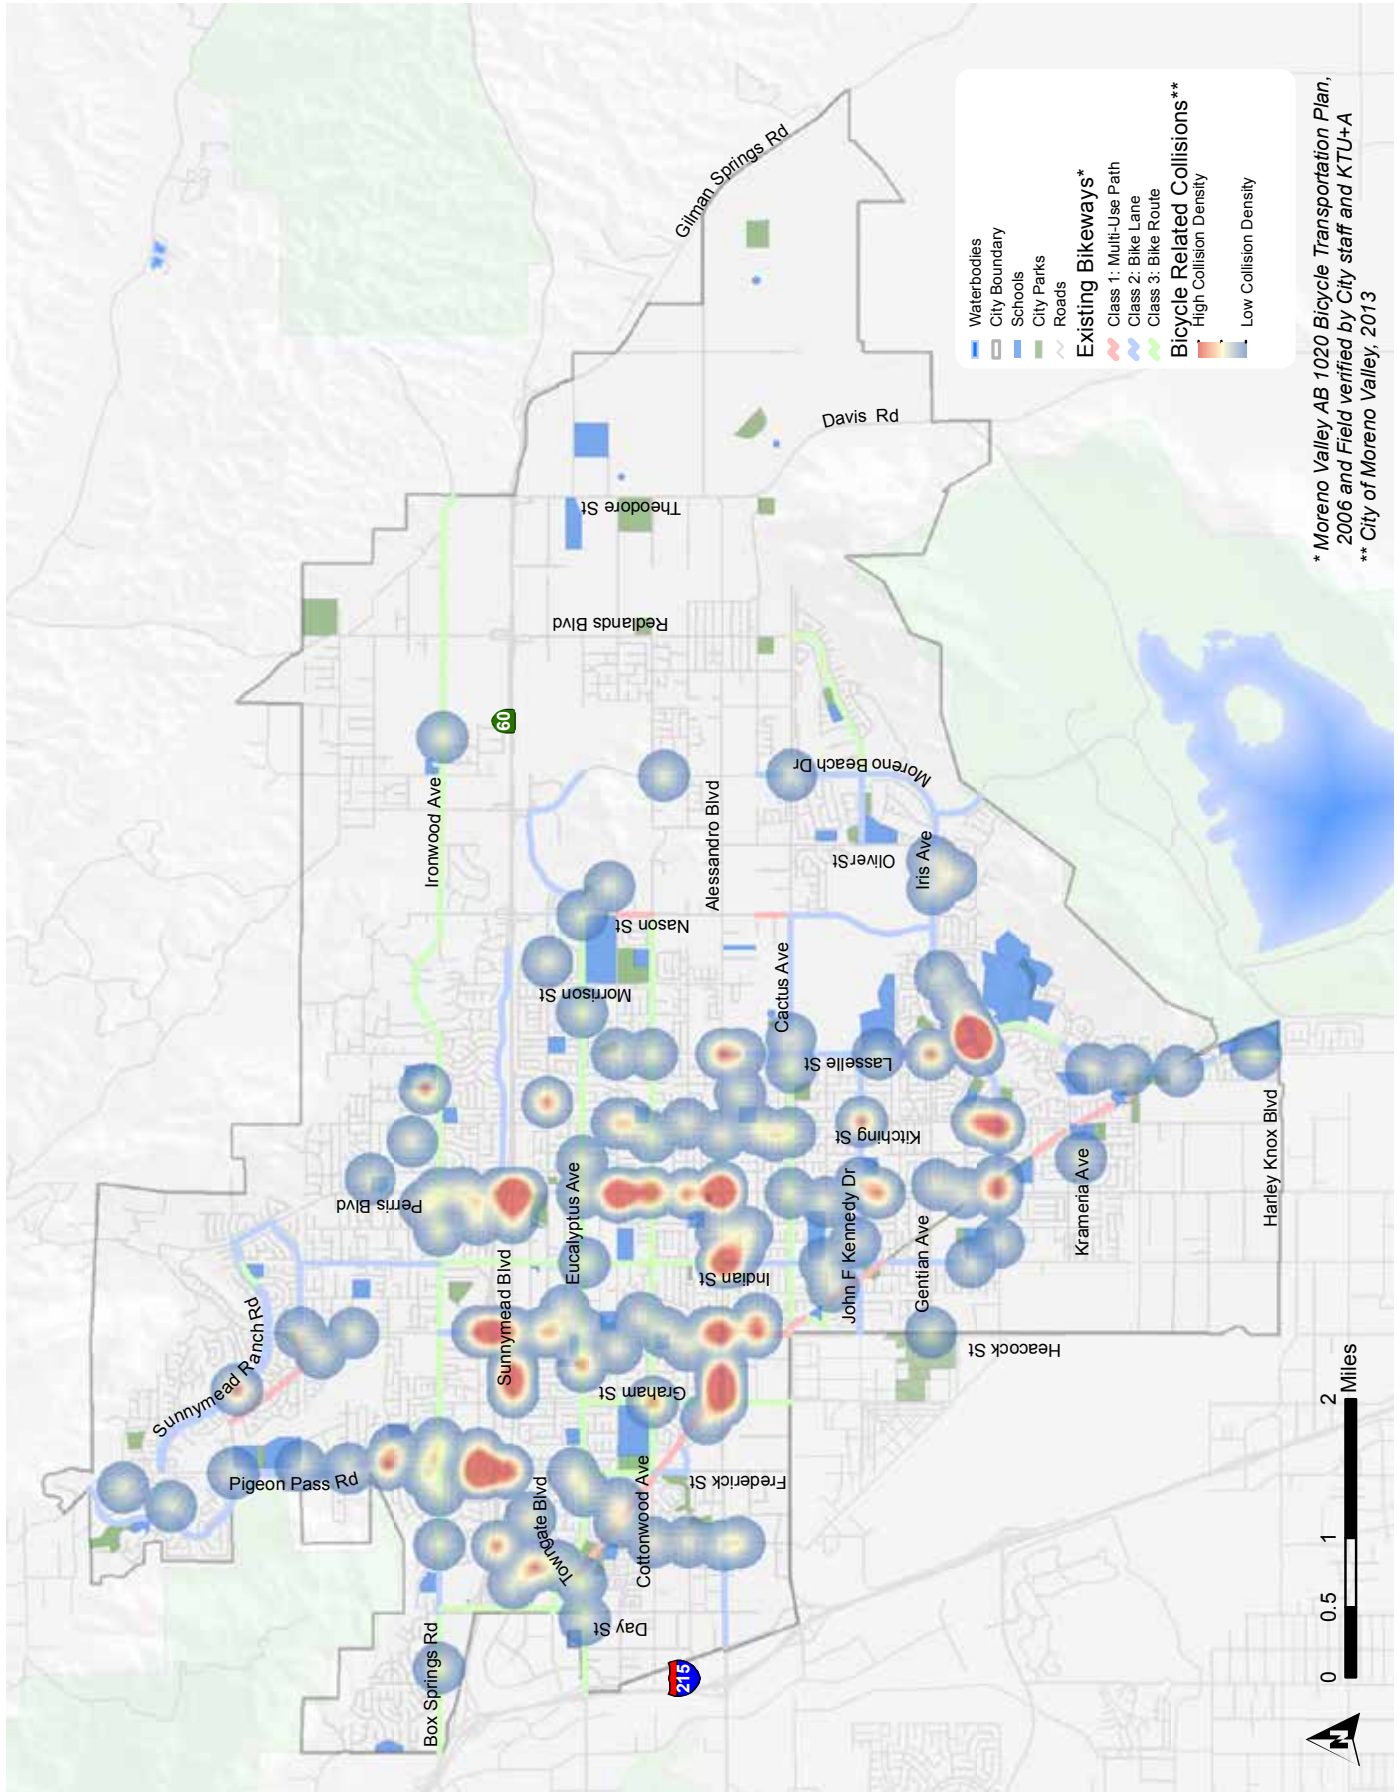 Gilman Springs Rd
Davis Rd
Theodore St
Redlands Blvd
60
Moreno Beach Dr
Ironwood Ave
Alessandro Blvd
Oliver St
Iris Ave
Nason St
Morrison St
Cactus Ave
Lasselle St
Kitching St
Perris Blvd
Eucalyptus Ave
John F Kennedy Dr
Krameria Ave
Harley Knox Blvd
Gentian Ave
Indian St
Sunnymead Blvd
Sunnymead Ranch Rd
Heacock St
Graham St
Pigeon Pass Rd
Frederick St
Towngate Blvd
Cottonwood Ave
Day St
Box Springs Rd
215
Waterbodies
City Boundary
Schools
City Parks
Roads
Existing Bikeways*
Class 1: Multi-Use Path
Class 2: Bike Lane
Class 3: Bike Route
Bicycle Related Collisions**
High Collision Density
Low Collision Density
* Moreno Valley AB 1020 Bicycle Transportation Plan,
2006 and Field verified by City staff and KTU+A
** City of Moreno Valley, 2013
N
0 0.5 1 2
Miles